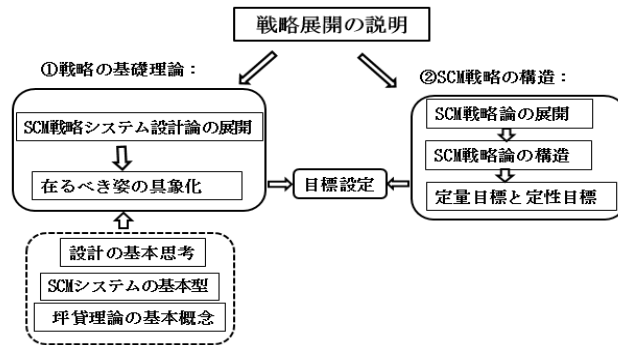 戦略展開の説明
①戦略の基礎理論：
SCM戦略システム設計論の展開
在るべき姿の具象化
設計の基本思考
SCMシステムの基本型
坪貸理論の基本概念
目標設定
②SCM戦略の構造：
SCM戦略論の展開
SCM戦略論の構造
定量目標と定性目標